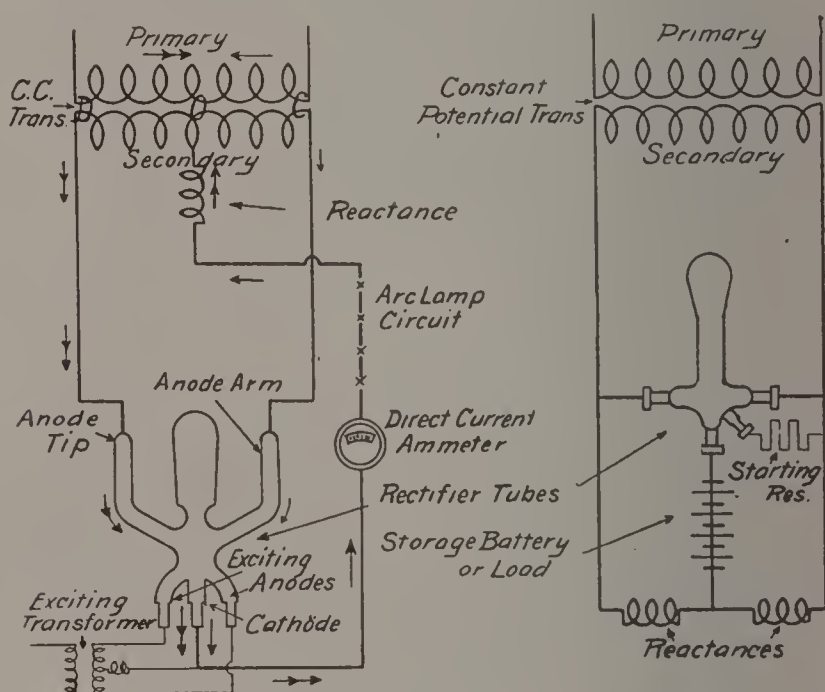 Primary
C.C.
Trans.
Secondary
Reactance
Arc Lamp
Circuit
Anode Arm
Anode
Tip
Direct Current
Ammeter
Rectifier Tubes
Storage Battery
or Load
Exciting
Anodes
Exciting
Transformer
Cathode
Primary
Constant
Potential Trans
Secondary
Starting
Res.
Reactances